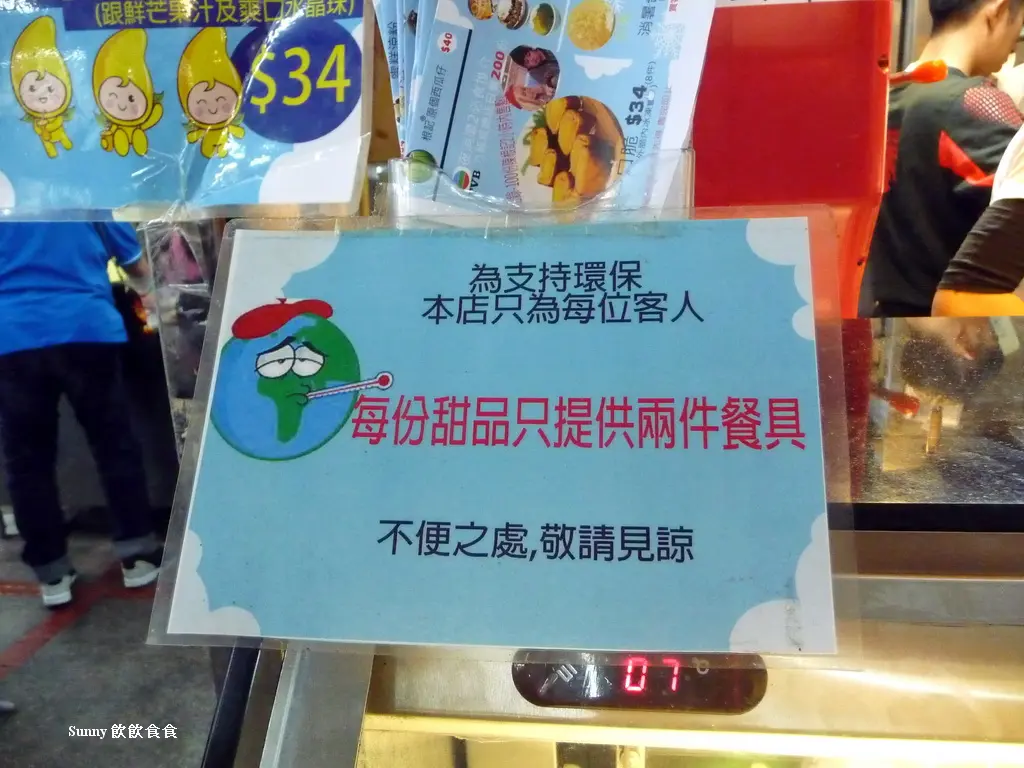 (跟鮮芒果汁及爽口水晶珠)
$34
$40
200
$34
TVB
為支持環保
本店只為每位客人
每份甜品只提供兩件餐具
不便之處,敬請見諒
07
Sunny 飲飲食食